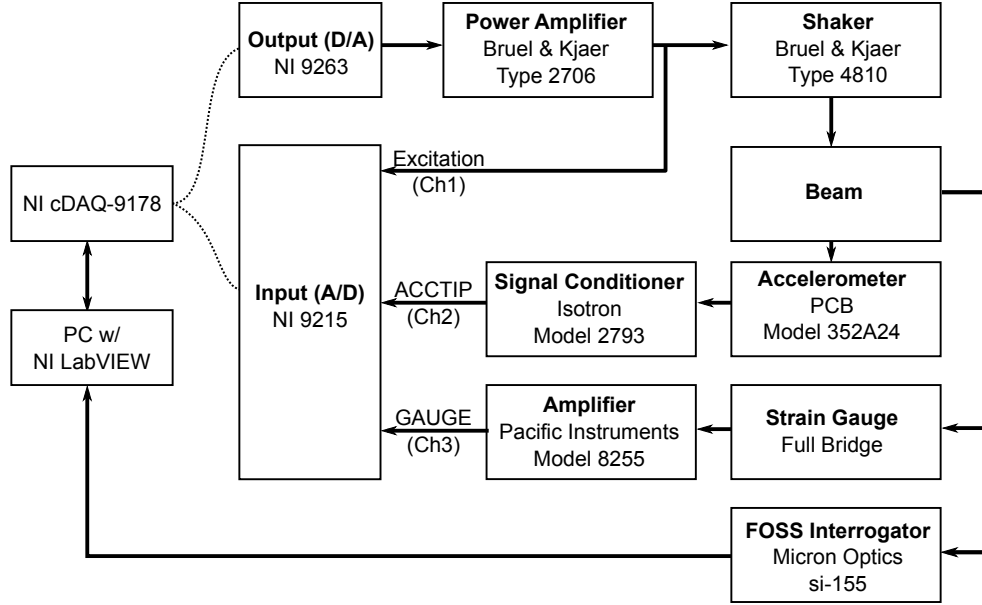 Output (D/A)
NI 9263
Power Amplifier
Bruel & Kjaer
Type 2706
Shaker
Bruel & Kjaer
Type 4810
Excitation
(Ch1)
NI cDAQ-9178
Beam
Input (A/D)
NI 9215
ACCTIP
(Ch2)
Signal Conditioner
Isotron
Model 2793
Accelerometer
PCB
Model 352A24
PC w/
NI LabVIEW
GAUGE
(Ch3)
Amplifier
Pacific Instruments
Model 8255
Strain Gauge
Full Bridge
FOSS Interrogator
Micron Optics
si-155